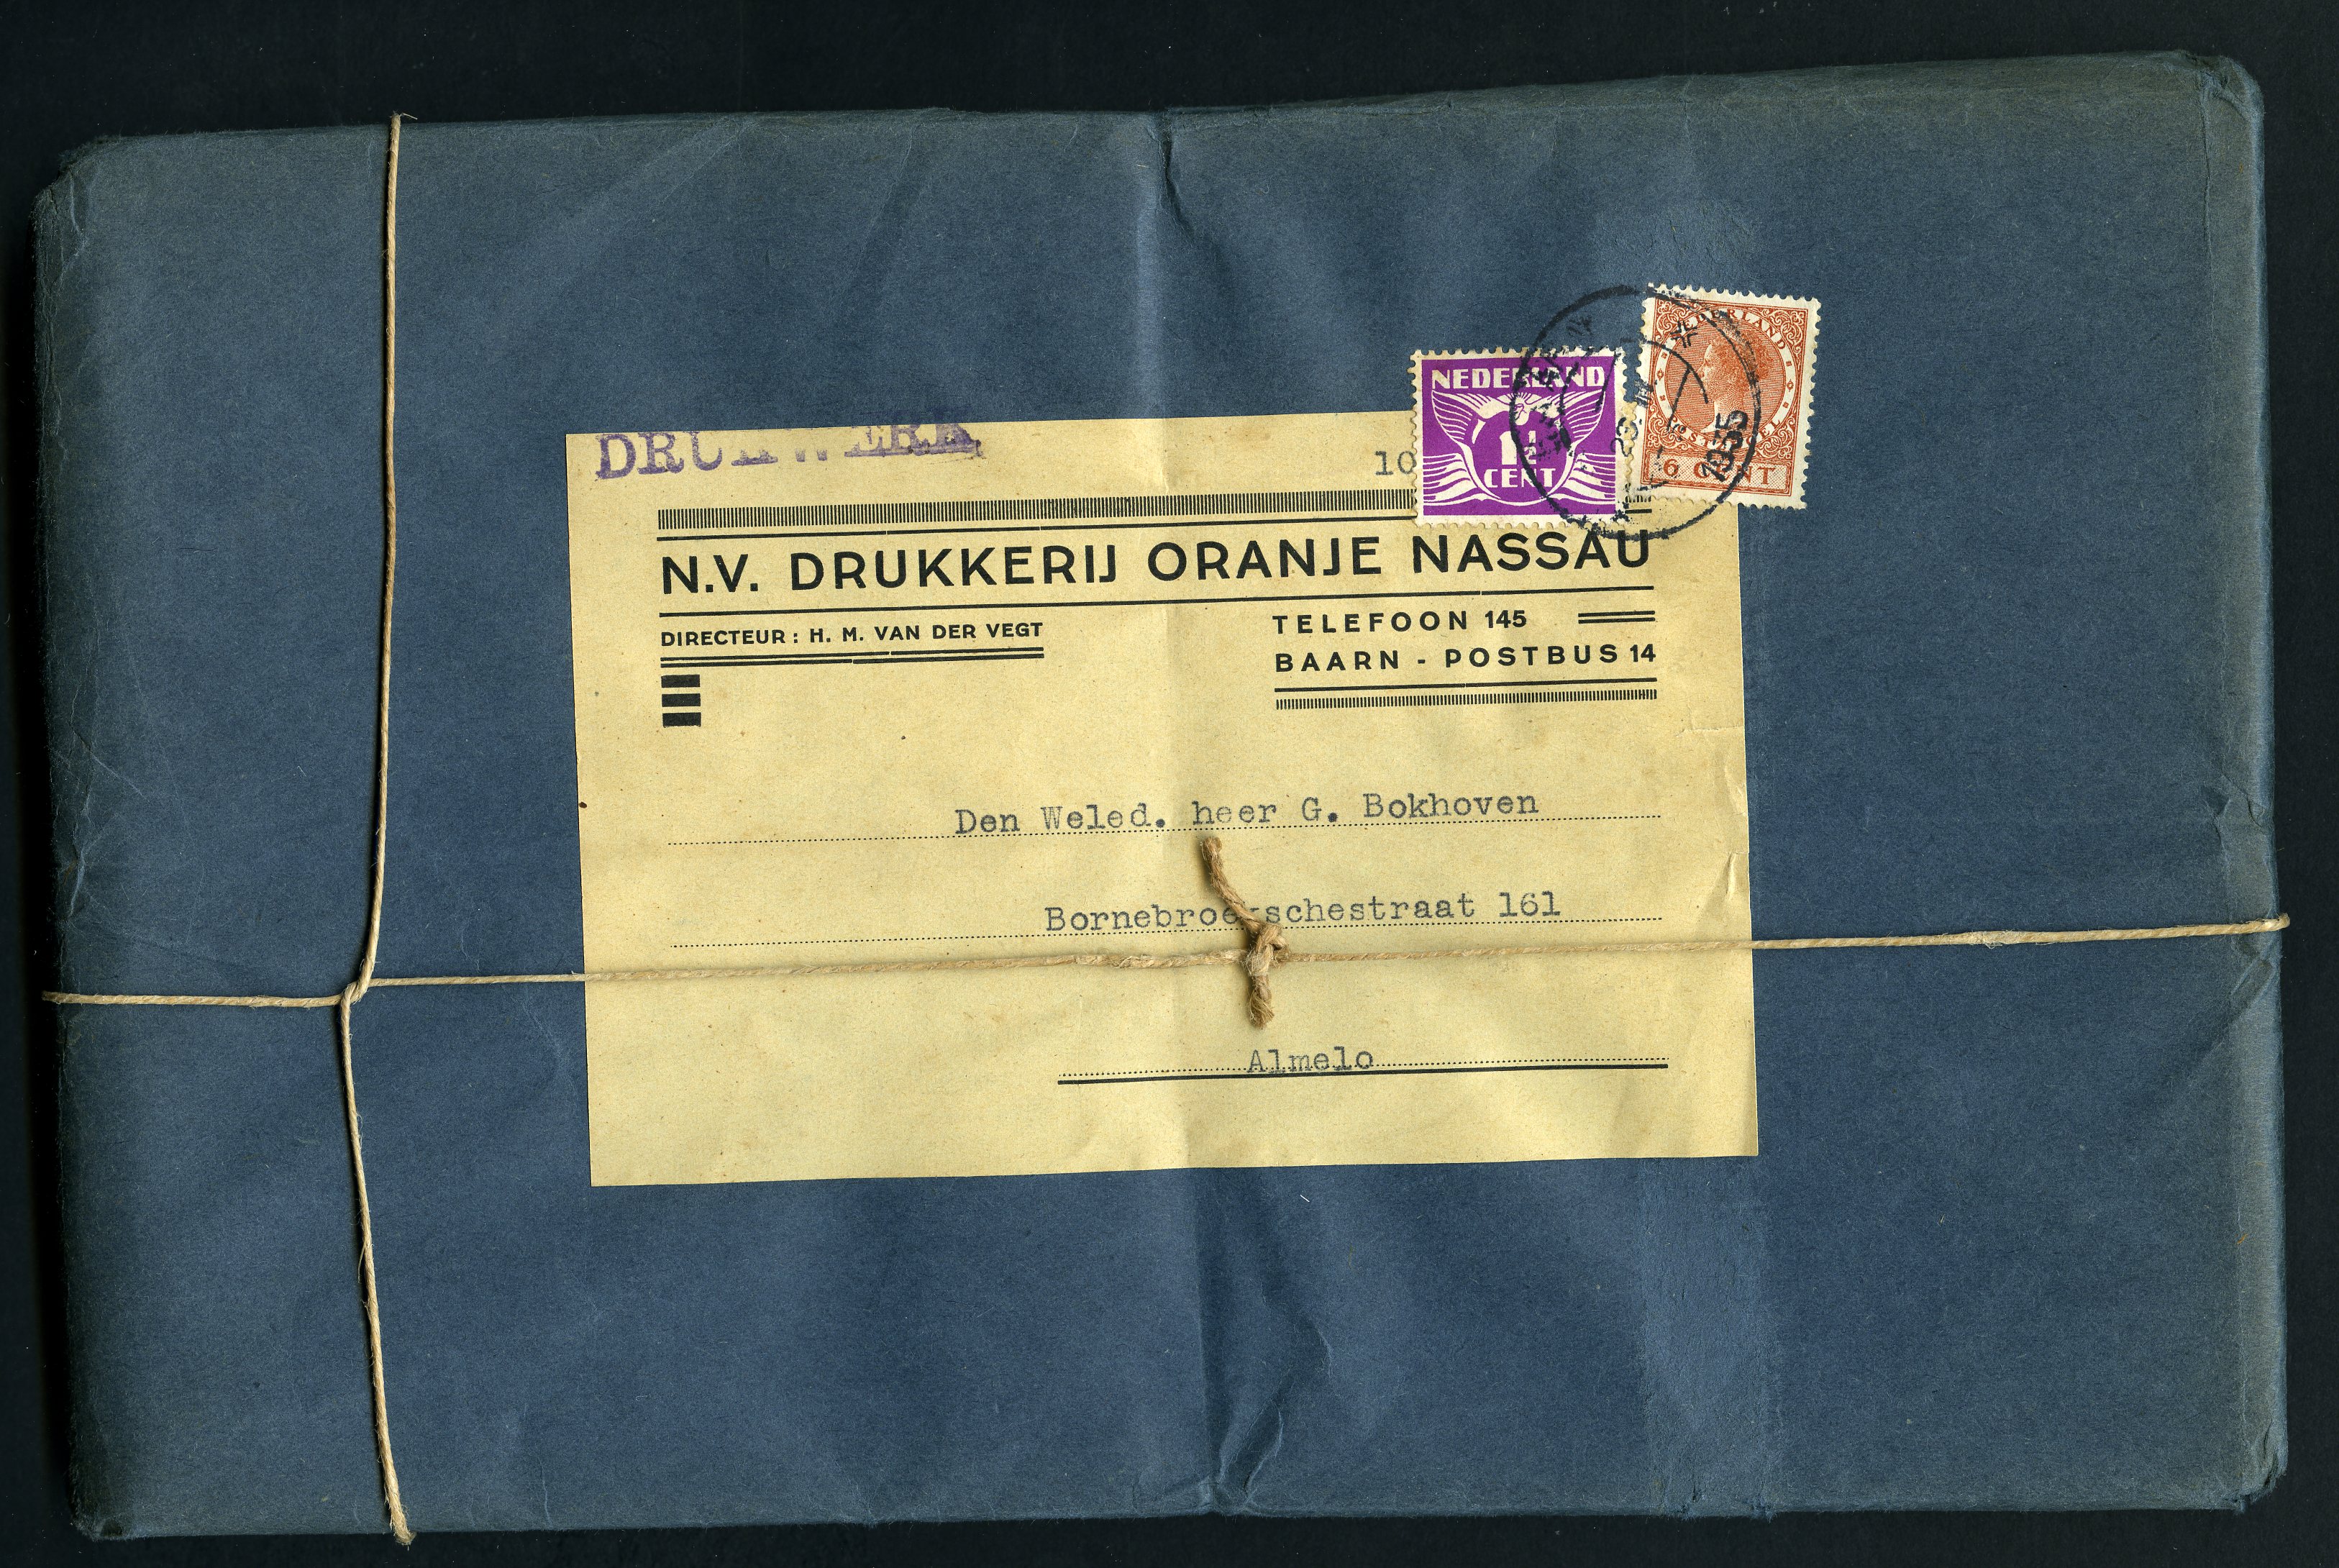 DRUKWERK
10
NEDERLAND
1½
CENT
NEDERLAND
6 CENT
1935
N.V. DRUKKERIJ ORANJE NASSAU
DIRECTEUR : H. M. VAN DER VEGT
TELEFOON 145
BAARN - POSTBUS 14
Den Weled. heer G. Bokhoven
Bornebroekschestraat 161
Almelo